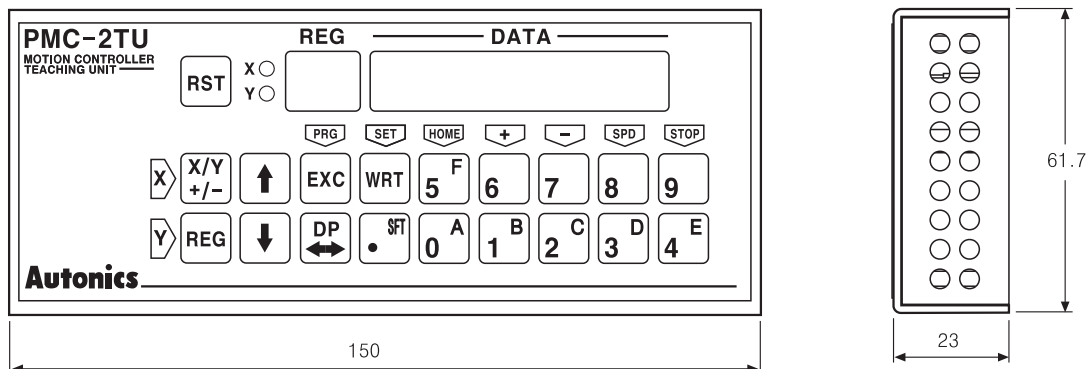 PMC-2TU
MOTION CONTROLLER
TEACHING UNIT
REG DATA
RST
X
Y
PRG SET HOME + − SPD STOP
X X/Y +/− EXC WRT 5 F 6 7 8 9
Y REG DP • SFT 0 A 1 B 2 C 3 D 4 E
Autonics
150
61.7
23